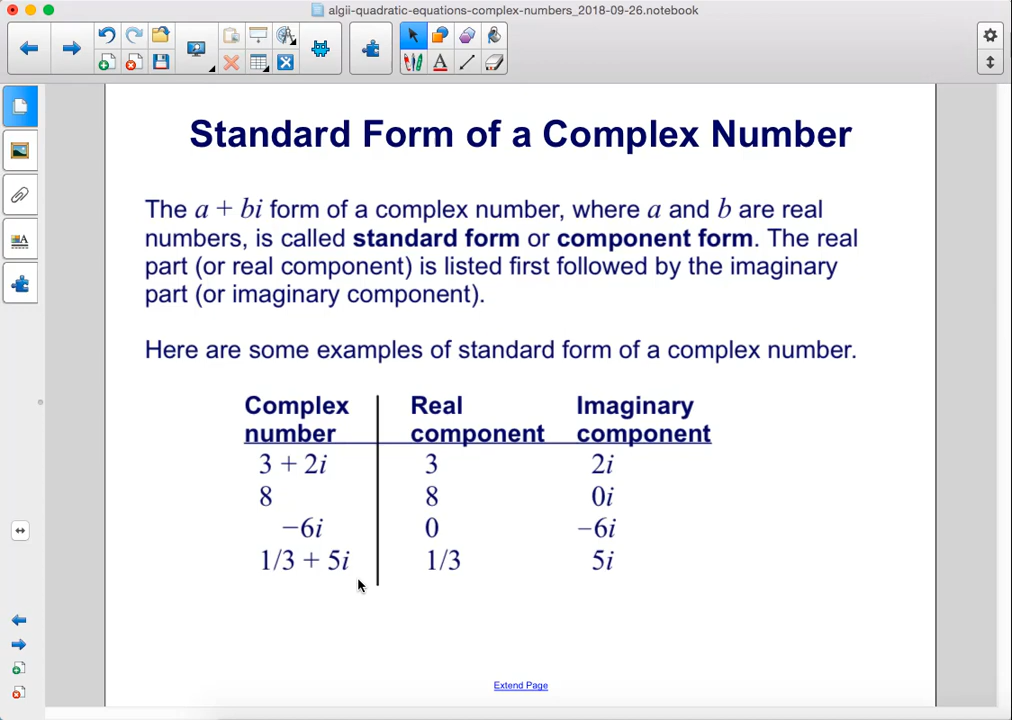 algii-quadratic-equations-complex-numbers_2018-09-26.notebook
Standard Form of a Complex Number
The a + bi form of a complex number, where a and b are real
numbers, is called standard form or component form. The real
part (or real component) is listed first followed by the imaginary
part (or imaginary component).
Here are some examples of standard form of a complex number.
Complex number Real component Imaginary component
3 + 2i 3 2i
8 8 0i
−6i 0 −6i
1/3 + 5i 1/3 5i
Extend Page